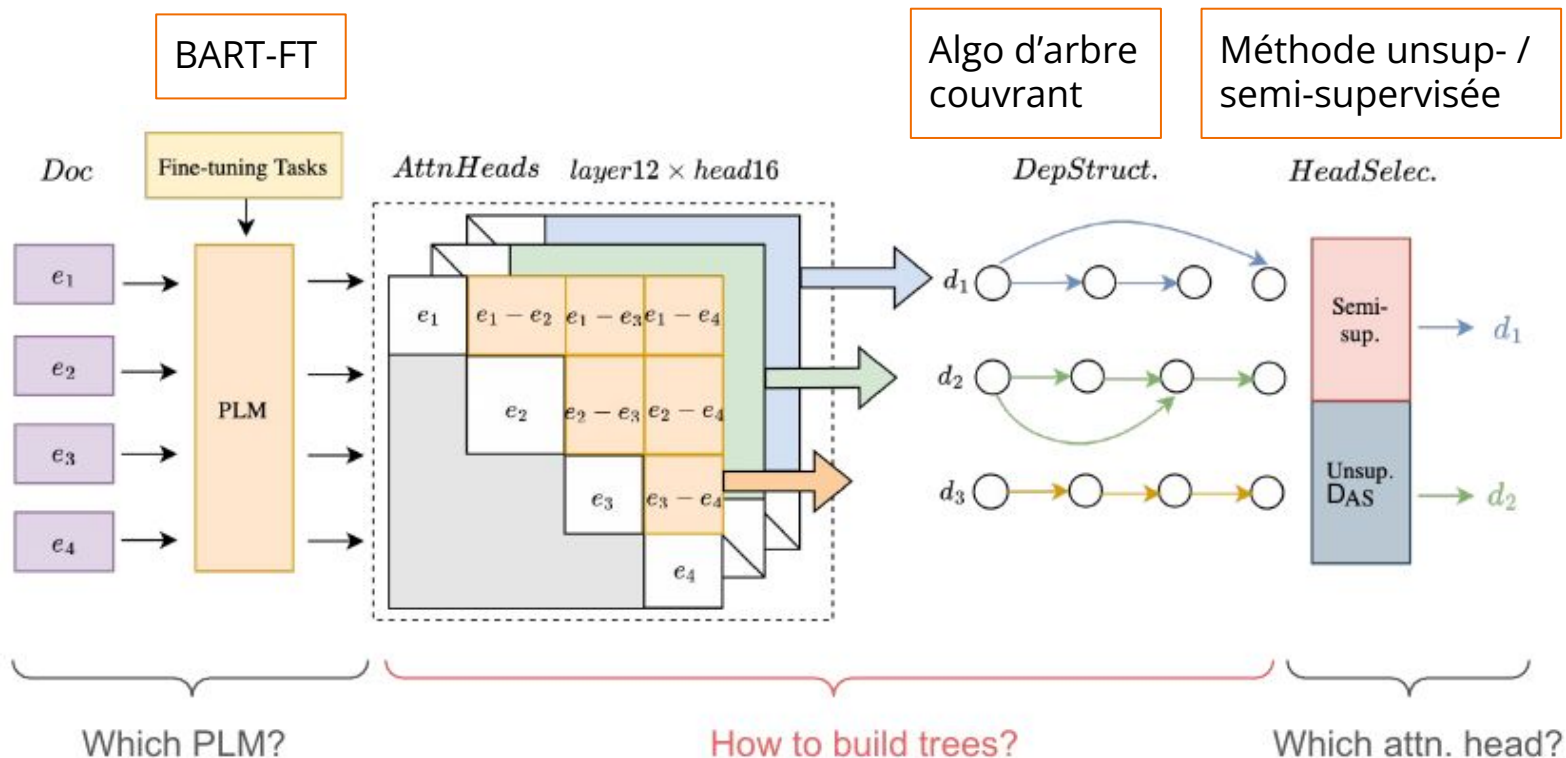 BART-FT
Algo d’arbre
couvrant
Méthode unsup- /
semi-supervisée
Doc
Fine-tuning Tasks
AttnHeads layer12 × head16
DepStruct.
HeadSelec.
e1
e2
e3
e4
PLM
e1 e1 − e2 e1 − e3 e1 − e4
e2 e2 − e3 e2 − e4
e3 e3 − e4
e4
d1
d2
d3
Semi-
sup.
d1
Unsup.
DAS
d2
Which PLM?
How to build trees?
Which attn. head?